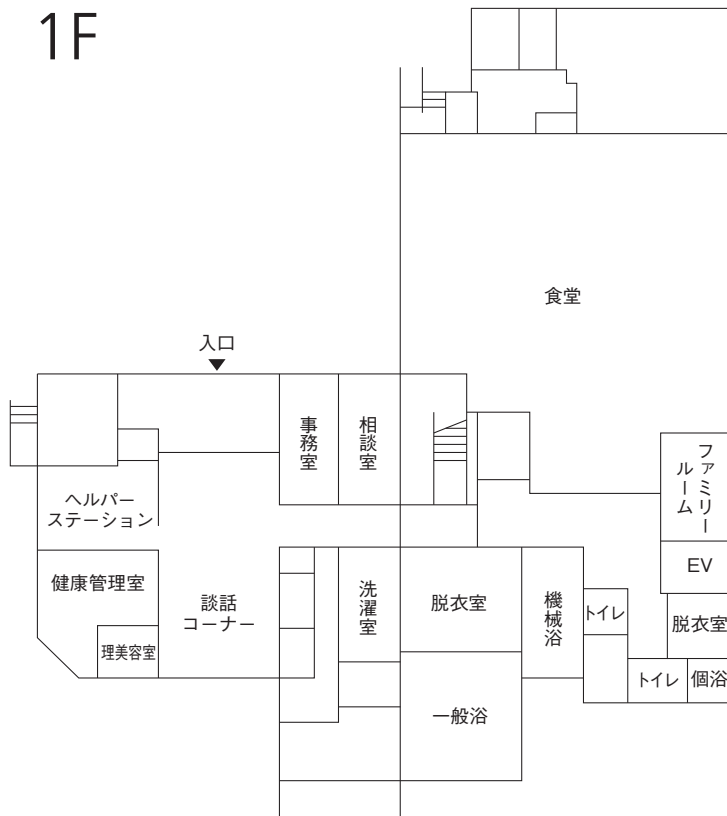 1F
食堂
入口
事務室
相談室
ファミリー
ルーム
ヘルパー
ステーション
EV
健康管理室
談話
コーナー
洗濯室
脱衣室
機械浴
トイレ
脱衣室
理美容室
トイレ
個浴
一般浴